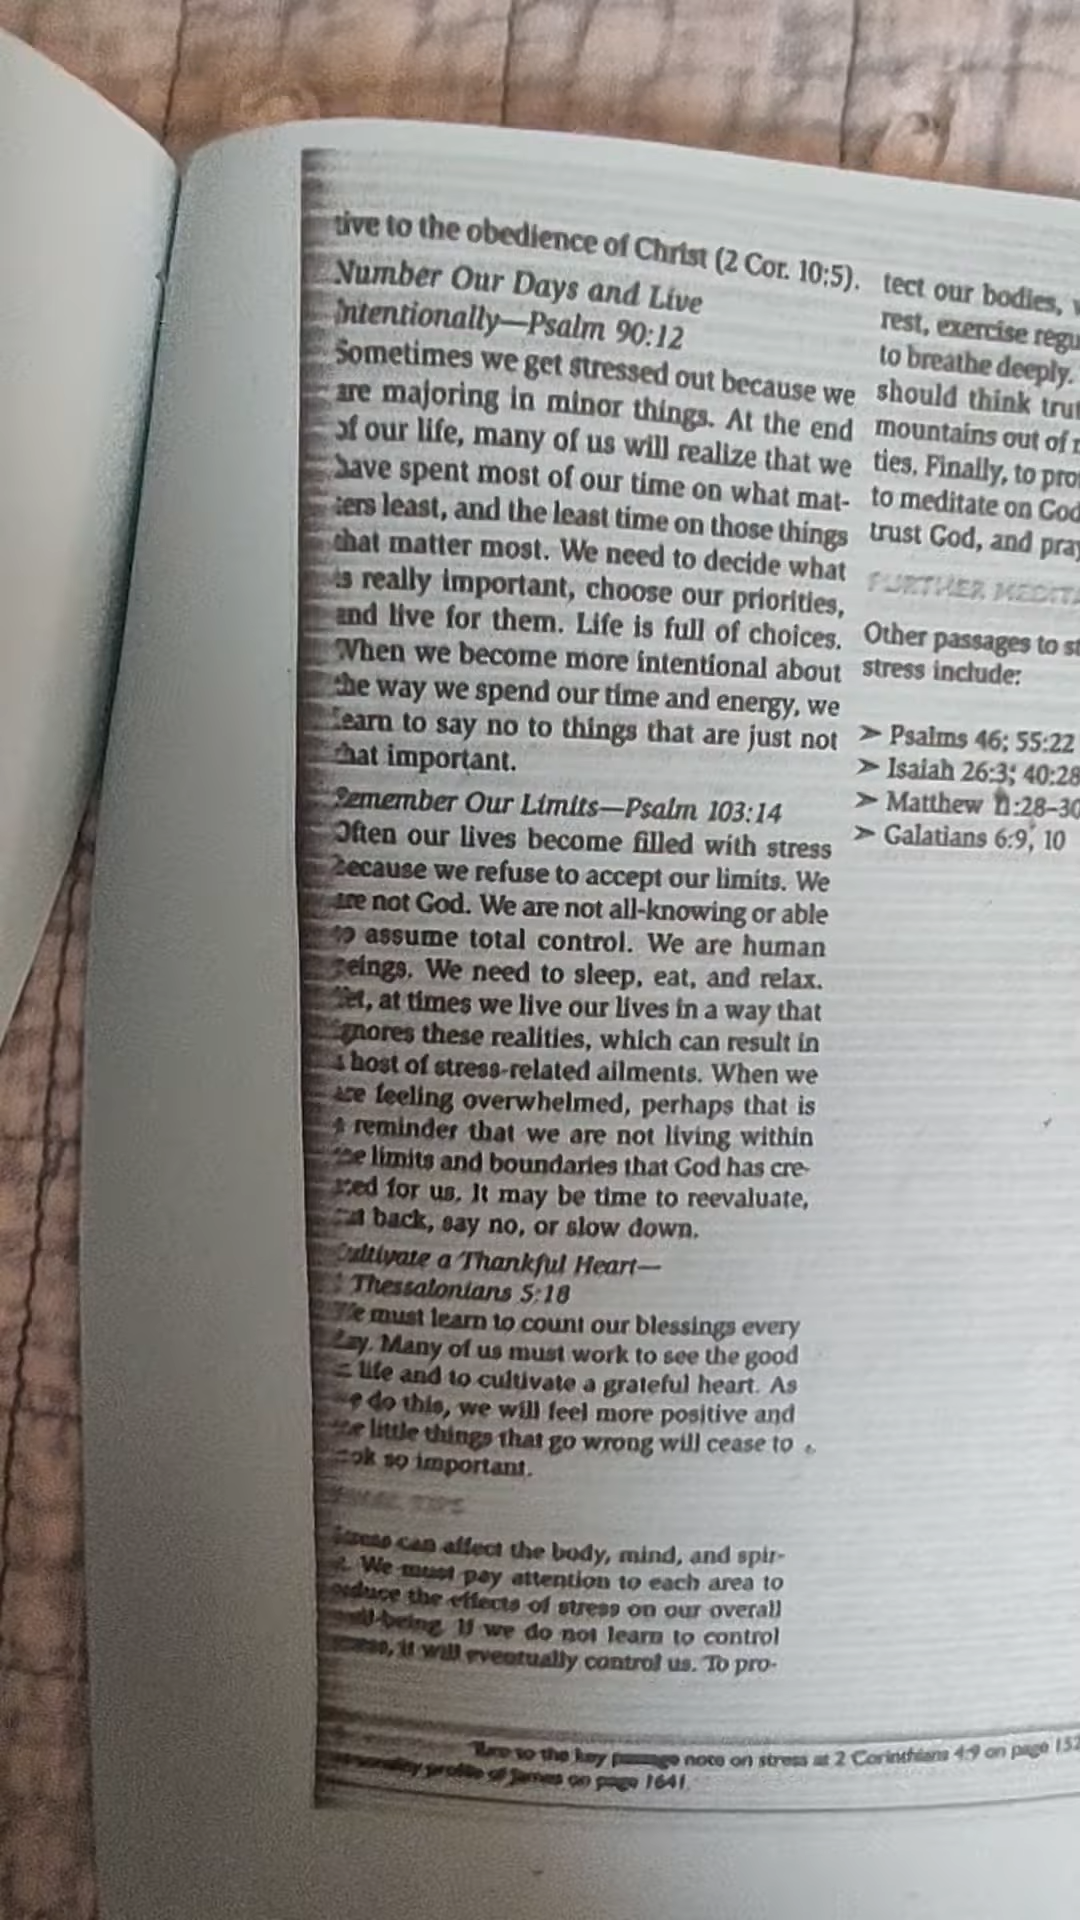 tive to the obedience of Christ (2 Cor. 10:5).
Number Our Days and Live
Intentionally—Psalm 90:12
Sometimes we get stressed out because we
are majoring in minor things. At the end
of our life, many of us will realize that we
have spent most of our time on what mat-
ters least, and the least time on those things
that matter most. We need to decide what
is really important, choose our priorities,
and live for them. Life is full of choices.
When we become more intentional about
the way we spend our time and energy, we
learn to say no to things that are just not
that important.
Remember Our Limits—Psalm 103:14
Often our lives become filled with stress
because we refuse to accept our limits. We
are not God. We are not all-knowing or able
to assume total control. We are human
beings. We need to sleep, eat, and relax.
Yet, at times we live our lives in a way that
ignores these realities, which can result in
a host of stress-related ailments. When we
are feeling overwhelmed, perhaps that is
a reminder that we are not living within
the limits and boundaries that God has cre-
ated for us. It may be time to reevaluate,
cut back, say no, or slow down.
Cultivate a Thankful Heart—
1 Thessalonians 5:18
We must learn to count our blessings every
day. Many of us must work to see the good
life and to cultivate a grateful heart. As
we do this, we will feel more positive and
the little things that go wrong will cease to
look so important.
TIPS
Stress can affect the body, mind, and spir-
it. We must pay attention to each area to
reduce the effects of stress on our overall
well-being. If we do not learn to control
stress, it will eventually control us. To pro-
tect our bodies,
rest, exercise regu
to breathe deeply.
should think trut
mountains out of
ties. Finally, to pro
to meditate on God
trust God, and pray
FURTHER MEDITA
Other passages to st
stress include:
➢ Psalms 46; 55:22
➢ Isaiah 26:3; 40:28
➢ Matthew 11:28–30
➢ Galatians 6:9, 10
Turn to the key passage note on stress at 2 Corinthians 4:9 on page 152
profile of James on page 1641.